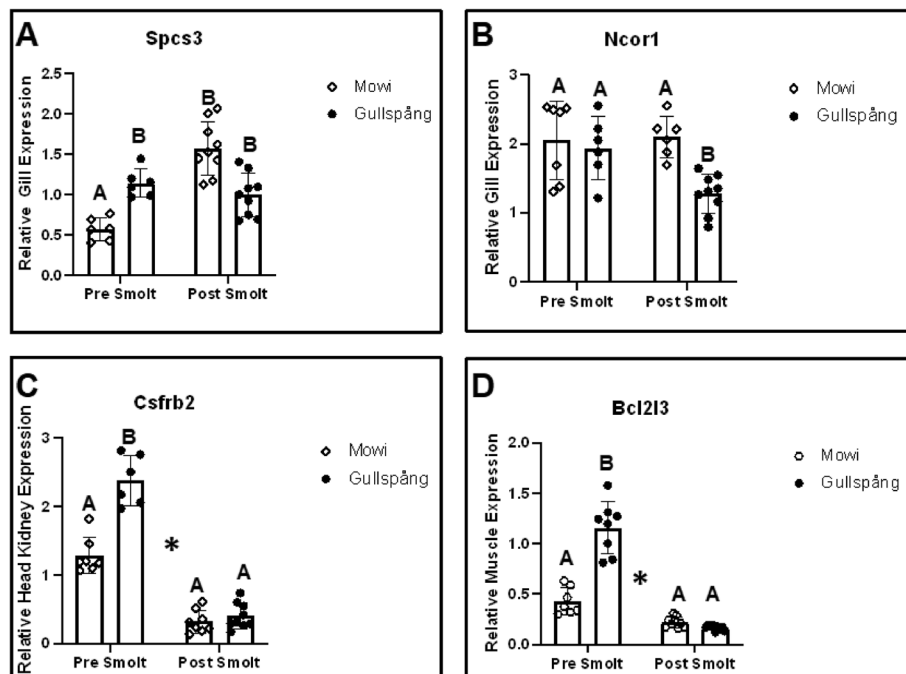 A
Spcs3
Relative Gill Expression
2.5
2.0
1.5
1.0
0.5
0.0
A
B
B
B
Pre Smolt
Post Smolt
Mowi
Gullspång
B
Ncor1
Relative Gill Expression
3
2
1
0
A
A
A
B
Pre Smolt
Post Smolt
Mowi
Gullspång
C
Csfrb2
Relative Head Kidney Expression
3
2
1
0
A
B
*
A
A
Pre Smolt
Post Smolt
Mowi
Gullspång
D
Bcl2l3
Relative Muscle Expression
2.0
1.5
1.0
0.5
0.0
A
B
*
A
A
Pre Smolt
Post Smolt
Mowi
Gullspång